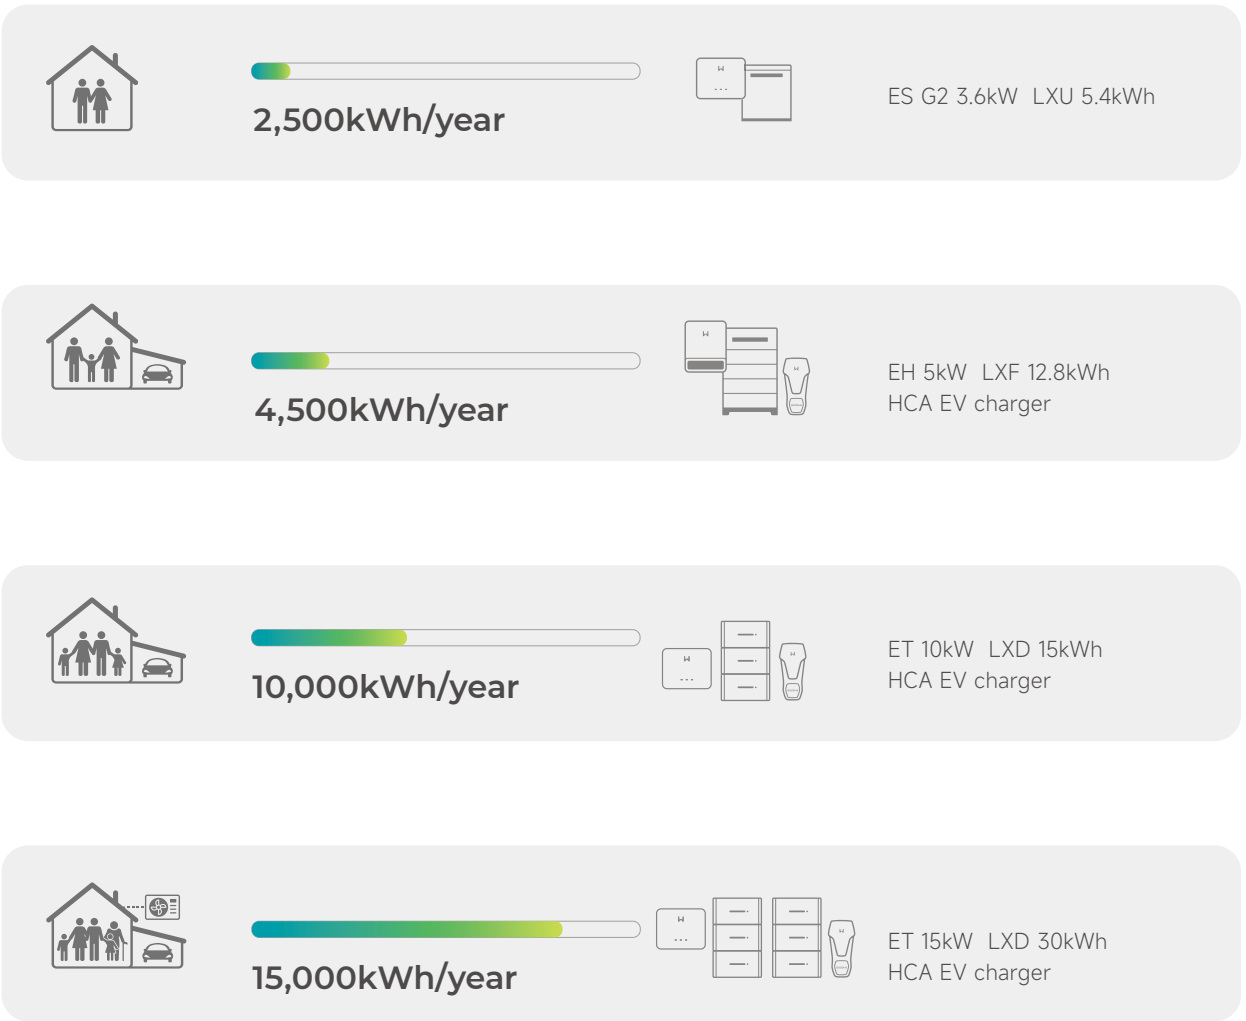 2,500kWh/year
ES G2 3.6kW LXU 5.4kWh
4,500kWh/year
EH 5kW LXF 12.8kWh
HCA EV charger
10,000kWh/year
ET 10kW LXD 15kWh
HCA EV charger
15,000kWh/year
ET 15kW LXD 30kWh
HCA EV charger